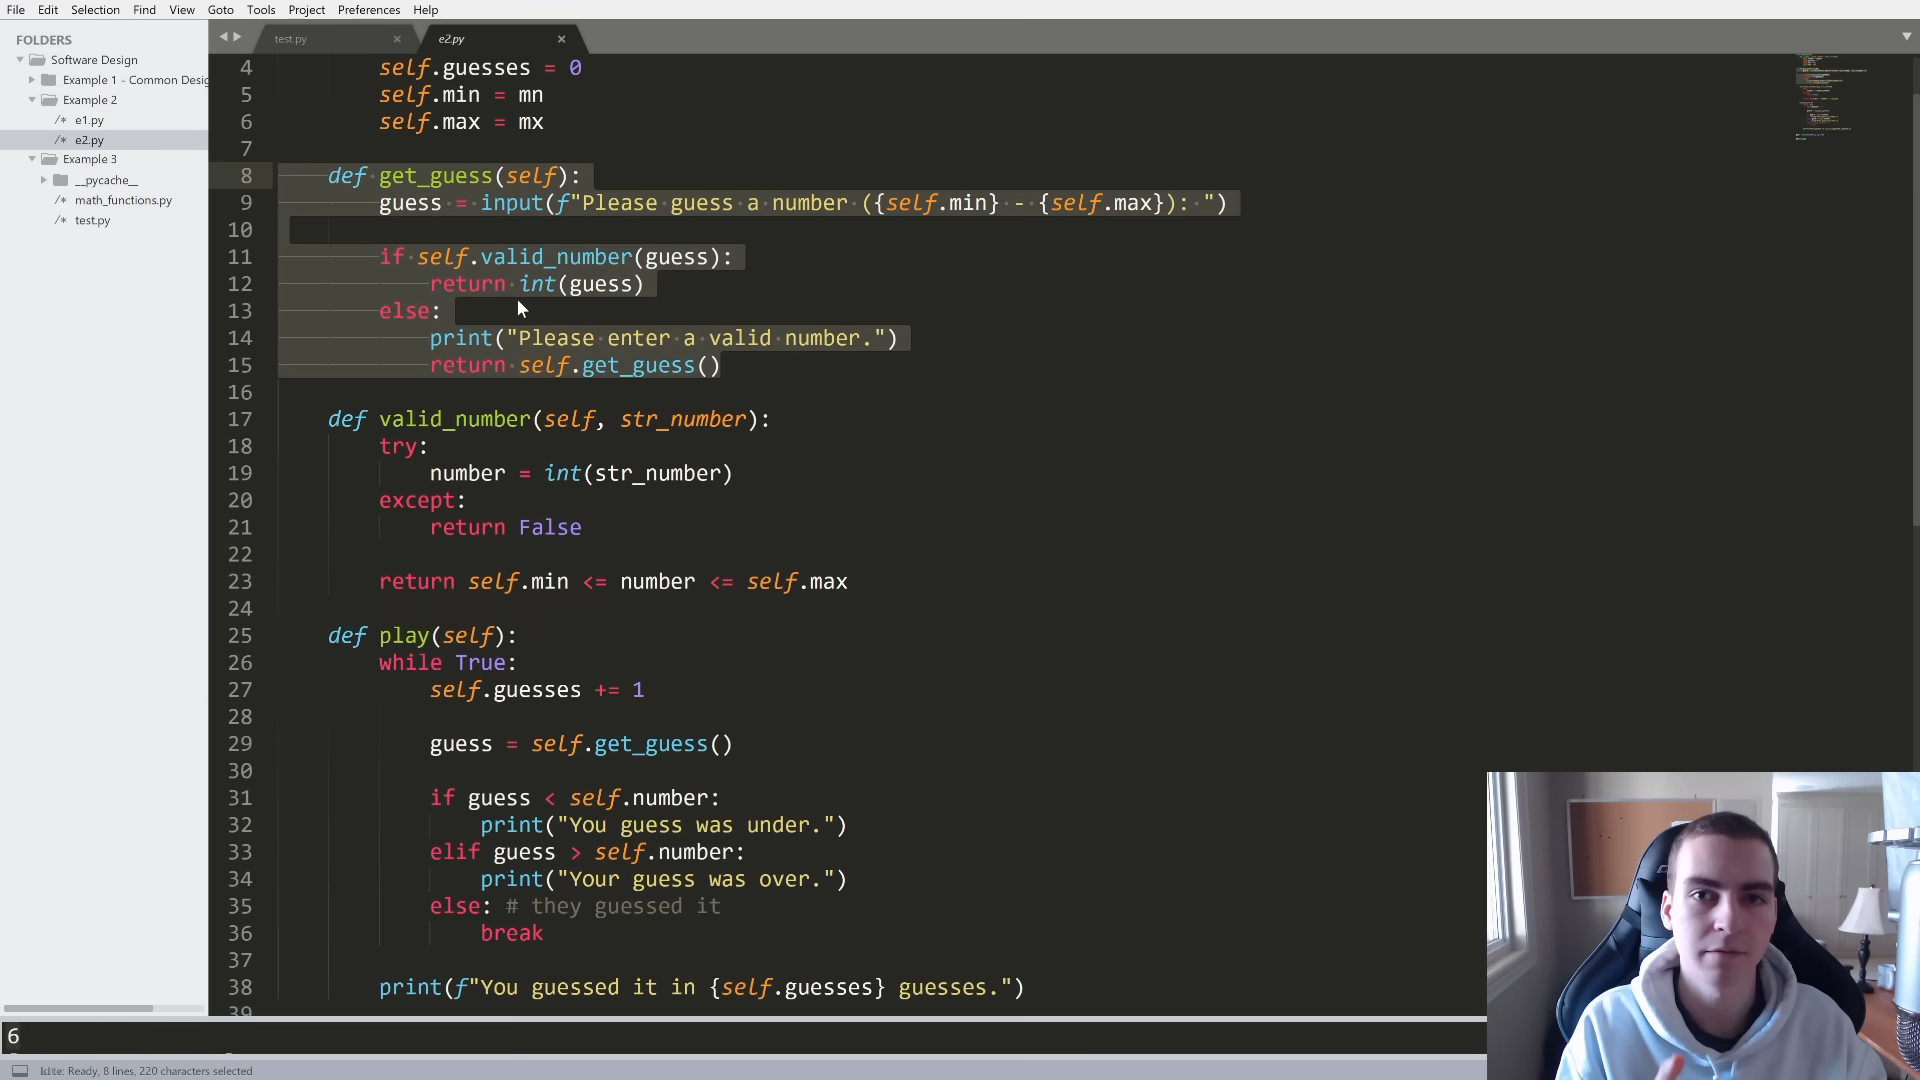 File Edit Selection Find View Goto Tools Project Preferences Help
FOLDERS
Software Design
Example 1 - Common Desig
Example 2
/* e1.py
/* e2.py
Example 3
__pycache__
/* math_functions.py
/* test.py
test.py × e2.py ×
4 self.guesses = 0
5 self.min = mn
6 self.max = mx
7
8 def get_guess(self):
9 guess = input(f"Please guess a number ({self.min} - {self.max}): ")
10
11 if self.valid_number(guess):
12 return int(guess)
13 else:
14 print("Please enter a valid number.")
15 return self.get_guess()
16
17 def valid_number(self, str_number):
18 try:
19 number = int(str_number)
20 except:
21 return False
22
23 return self.min <= number <= self.max
24
25 def play(self):
26 while True:
27 self.guesses += 1
28
29 guess = self.get_guess()
30
31 if guess < self.number:
32 print("You guess was under.")
33 elif guess > self.number:
34 print("Your guess was over.")
35 else: # they guessed it
36 break
37
38 print(f"You guessed it in {self.guesses} guesses.")
39
6
kite: Ready, 8 lines, 220 characters selected